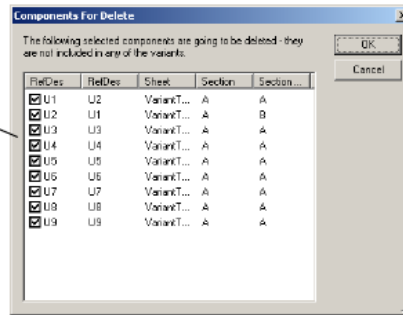 Components For Delete
The following selected components are going to be deleted - they
are not included in any of the variants.
OK
Cancel
RefDes RefDes Sheet Section Section ...
U1 U2 VariantT... A A
U2 U1 VariantT... A B
U3 U3 VariantT... A A
U4 U4 VariantT... A A
U5 U5 VariantT... A A
U6 U6 VariantT... A A
U7 U7 VariantT... A A
U8 U8 VariantT... A A
U9 U9 VariantT... A A